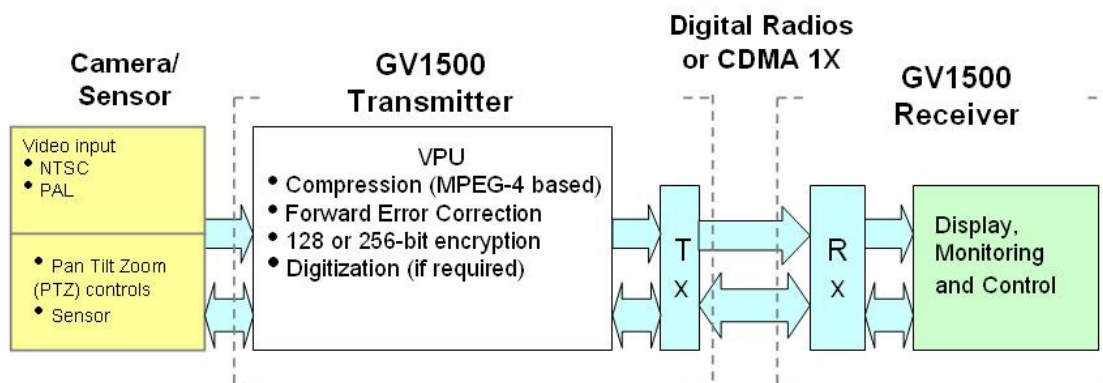 Camera/
Sensor
GV1500
Transmitter
Digital Radios
or CDMA 1X
GV1500
Receiver
Video input
• NTSC
• PAL
• Pan Tilt Zoom
(PTZ) controls
• Sensor
VPU
• Compression (MPEG-4 based)
• Forward Error Correction
• 128 or 256-bit encryption
• Digitization (if required)
T
x
R
x
Display,
Monitoring
and Control